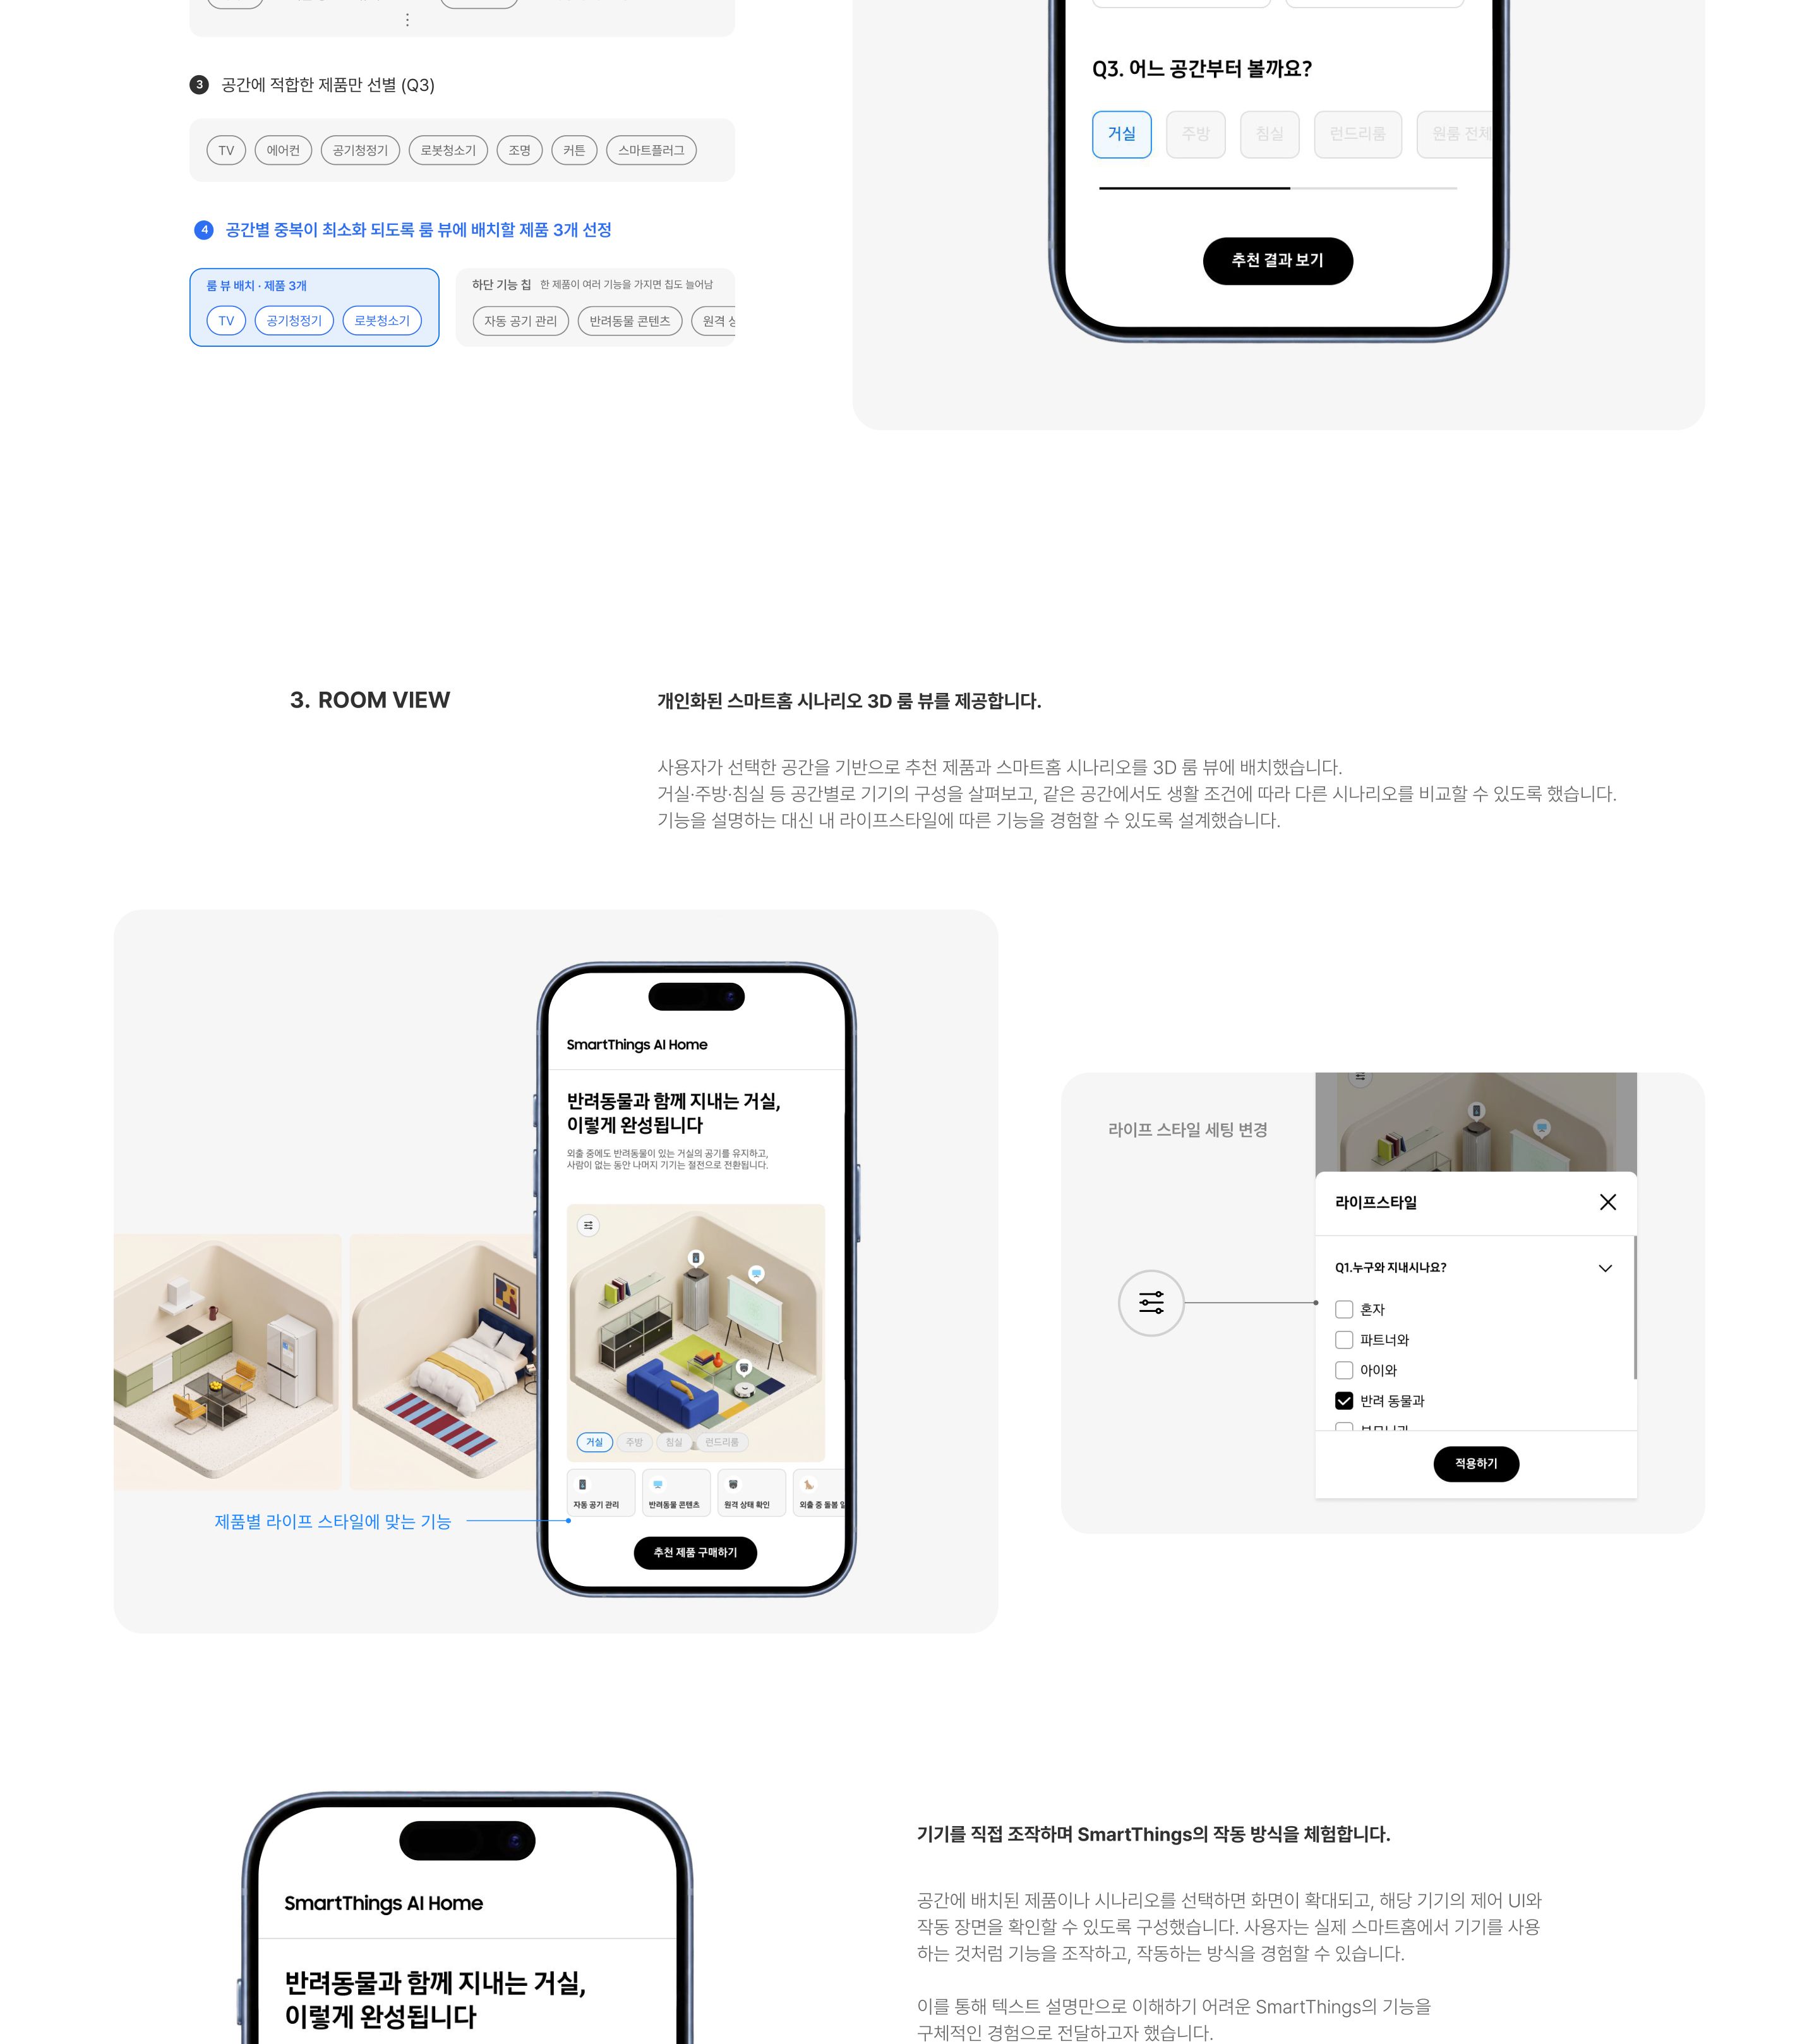 3 공간에 적합한 제품만 선별 (Q3)
TV 에어컨 공기청정기 로봇청소기 조명 커튼 스마트플러그
4 공간별 중복이 최소화 되도록 룸 뷰에 배치할 제품 3개 선정
룸 뷰 배치 · 제품 3개
TV 공기청정기 로봇청소기
하단 기능 칩 한 제품이 여러 기능을 가지면 칩도 늘어남
자동 공기 관리 반려동물 콘텐츠 원격
Q3. 어느 공간부터 볼까요?
거실 주방 침실 런드리룸 원룸 전체
추천 결과 보기
3. ROOM VIEW
개인화된 스마트홈 시나리오 3D 룸 뷰를 제공합니다.
사용자가 선택한 공간을 기반으로 추천 제품과 스마트홈 시나리오를 3D 룸 뷰에 배치했습니다.
거실·주방·침실 등 공간별로 기기의 구성을 살펴보고, 같은 공간에서도 생활 조건에 따라 다른 시나리오를 비교할 수 있도록 했습니다.
기능을 설명하는 대신 내 라이프스타일에 따른 기능을 경험할 수 있도록 설계했습니다.
SmartThings AI Home
반려동물과 함께 지내는 거실,
이렇게 완성됩니다
외출 중에도 반려동물이 있는 거실의 공기를 유지하고,
사람이 없는 동안 나머지 기기는 절전으로 전환됩니다.
거실 주방 침실 런드리룸
자동 공기 관리 반려동물 콘텐츠 원격 상태 확인 외출 중 돌봄
제품별 라이프 스타일에 맞는 기능
추천 제품 구매하기
라이프 스타일 세팅 변경
라이프스타일
Q1.누구와 지내시나요?
혼자
파트너와
아이와
반려 동물과
적용하기
SmartThings AI Home
반려동물과 함께 지내는 거실,
이렇게 완성됩니다
기기를 직접 조작하며 SmartThings의 작동 방식을 체험합니다.
공간에 배치된 제품이나 시나리오를 선택하면 화면이 확대되고, 해당 기기의 제어 UI와
작동 장면을 확인할 수 있도록 구성했습니다. 사용자는 실제 스마트홈에서 기기를 사용
하는 것처럼 기능을 조작하고, 작동하는 방식을 경험할 수 있습니다.
이를 통해 텍스트 설명만으로 이해하기 어려운 SmartThings의 기능을
구체적인 경험으로 전달하고자 했습니다.